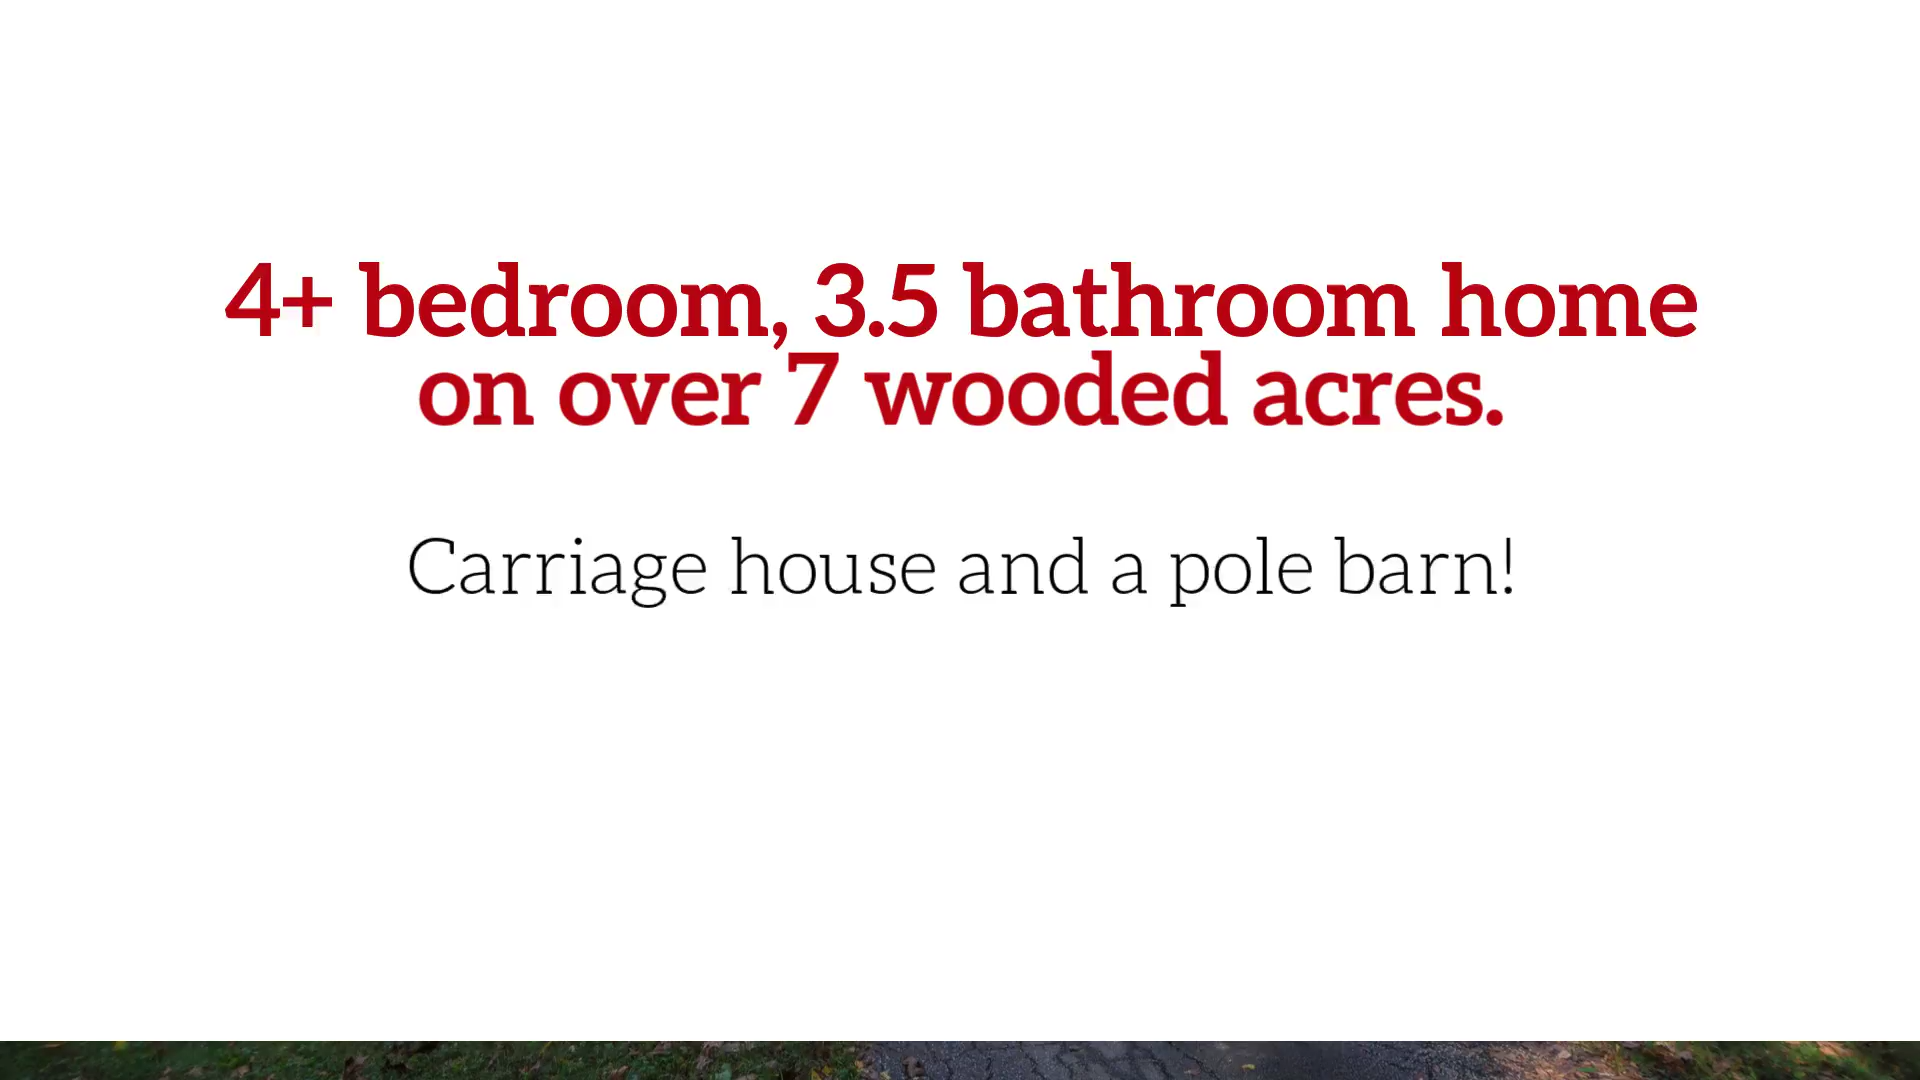 4+ bedroom, 3.5 bathroom home
on over 7 wooded acres.
Carriage house and a pole barn!